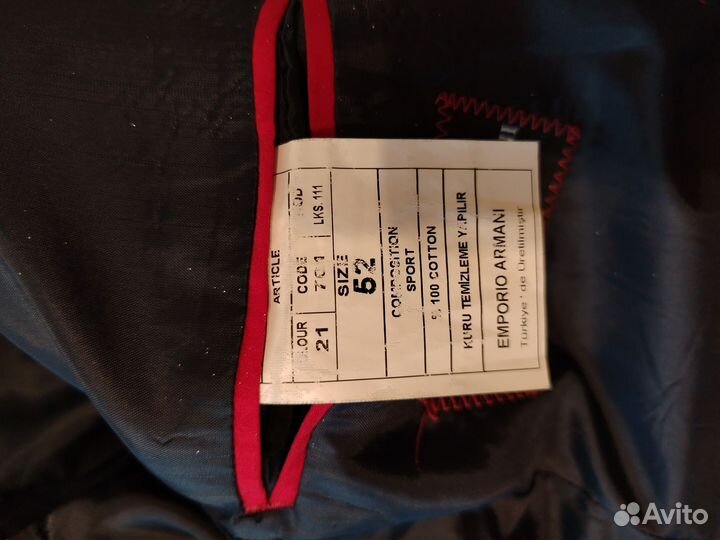 ARTICLE
CODE
701
LKS. 111
21
SIZE
52
COMPOSITION
SPORT
% 100 COTTON
KURU TEMİZLEME YAPILIR
EMPORIO ARMANI
Türkiye ' de Üretilmiştir
Avito